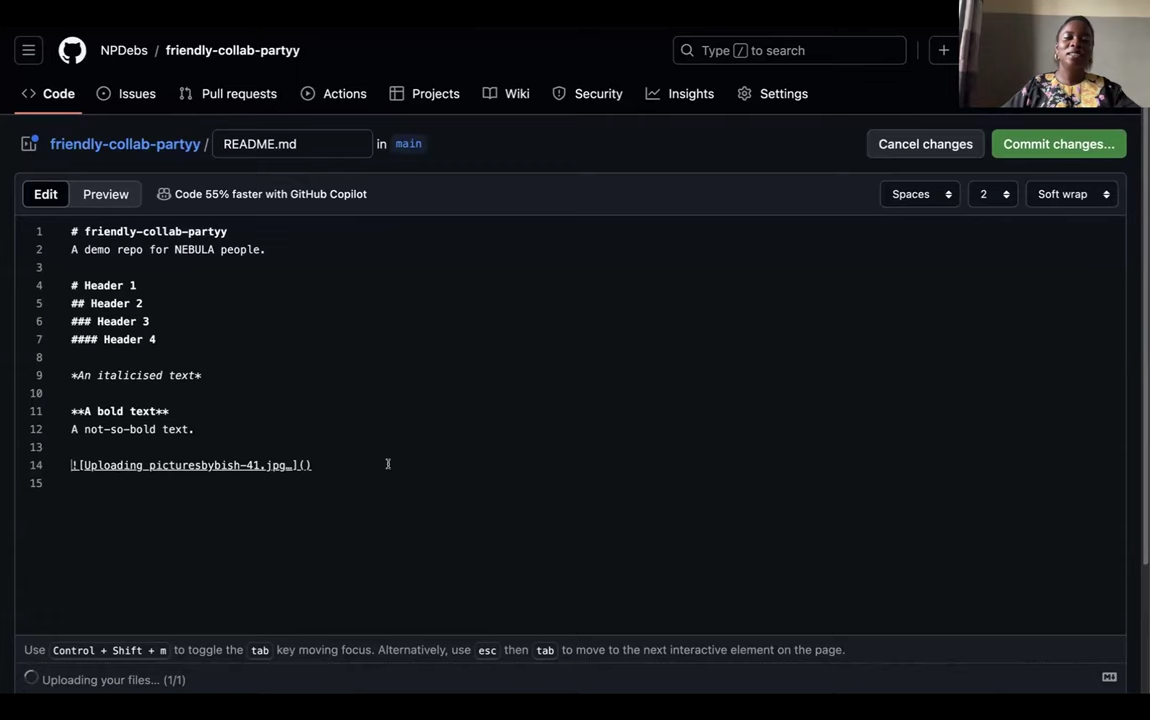 NPDebs / friendly-collab-partyy
Type / to search
Code Issues Pull requests Actions Projects Wiki Security Insights Settings
friendly-collab-partyy / README.md in main
Cancel changes Commit changes...
Edit Preview Code 55% faster with GitHub Copilot Spaces 2 Soft wrap
1 # friendly-collab-partyy
2 A demo repo for NEBULA people.
3
4 # Header 1
5 ## Header 2
6 ### Header 3
7 #### Header 4
8
9 *An italicised text*
10
11 **A bold text**
12 A not-so-bold text.
13
14 ![Uploading picturesbybish-41.jpg…]()
15
Use Control + Shift + m to toggle the tab key moving focus. Alternatively, use esc then tab to move to the next interactive element on the page.
Uploading your files... (1/1)